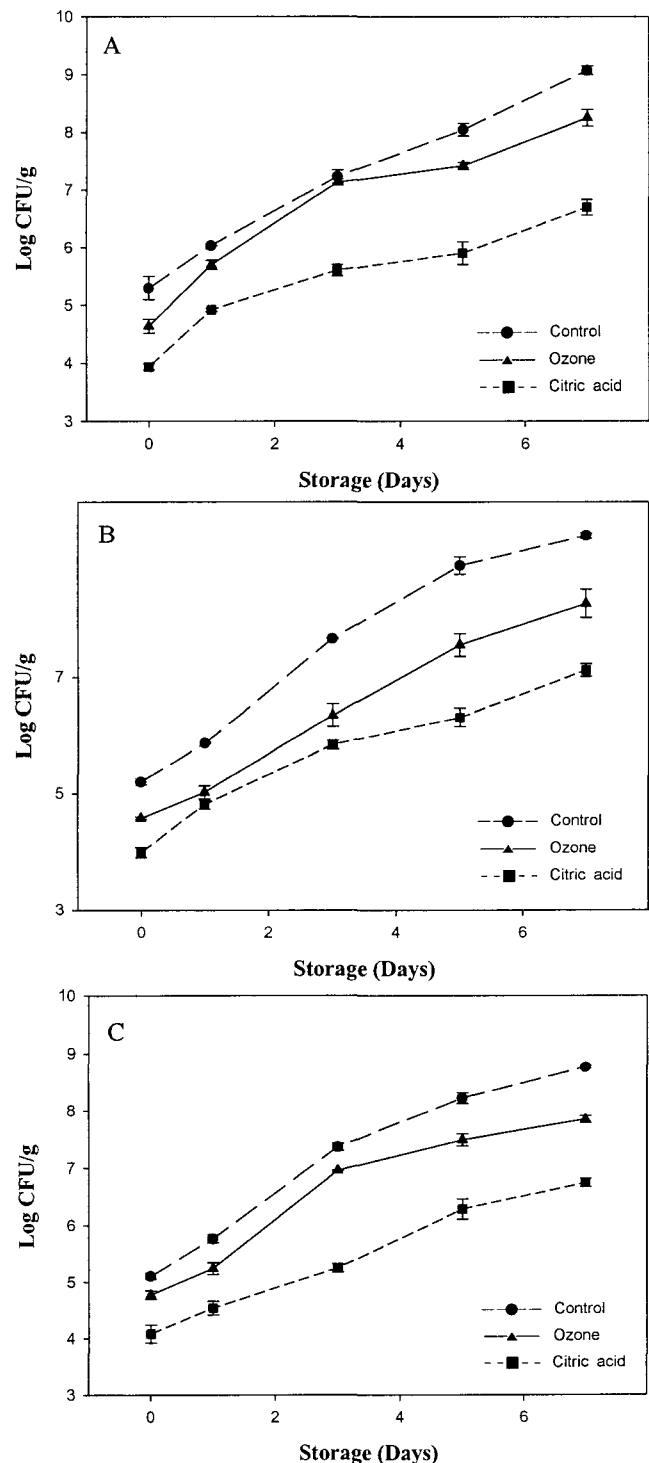 A
10
9
8
7
6
5
4
3
Log CFU/g
Control
Ozone
Citric acid
0 2 4 6
Storage (Days)
B
7
5
3
Log CFU/g
Control
Ozone
Citric acid
0 2 4 6
Storage (Days)
C
10
9
8
7
6
5
4
3
Log CFU/g
Control
Ozone
Citric acid
0 2 4 6
Storage (Days)